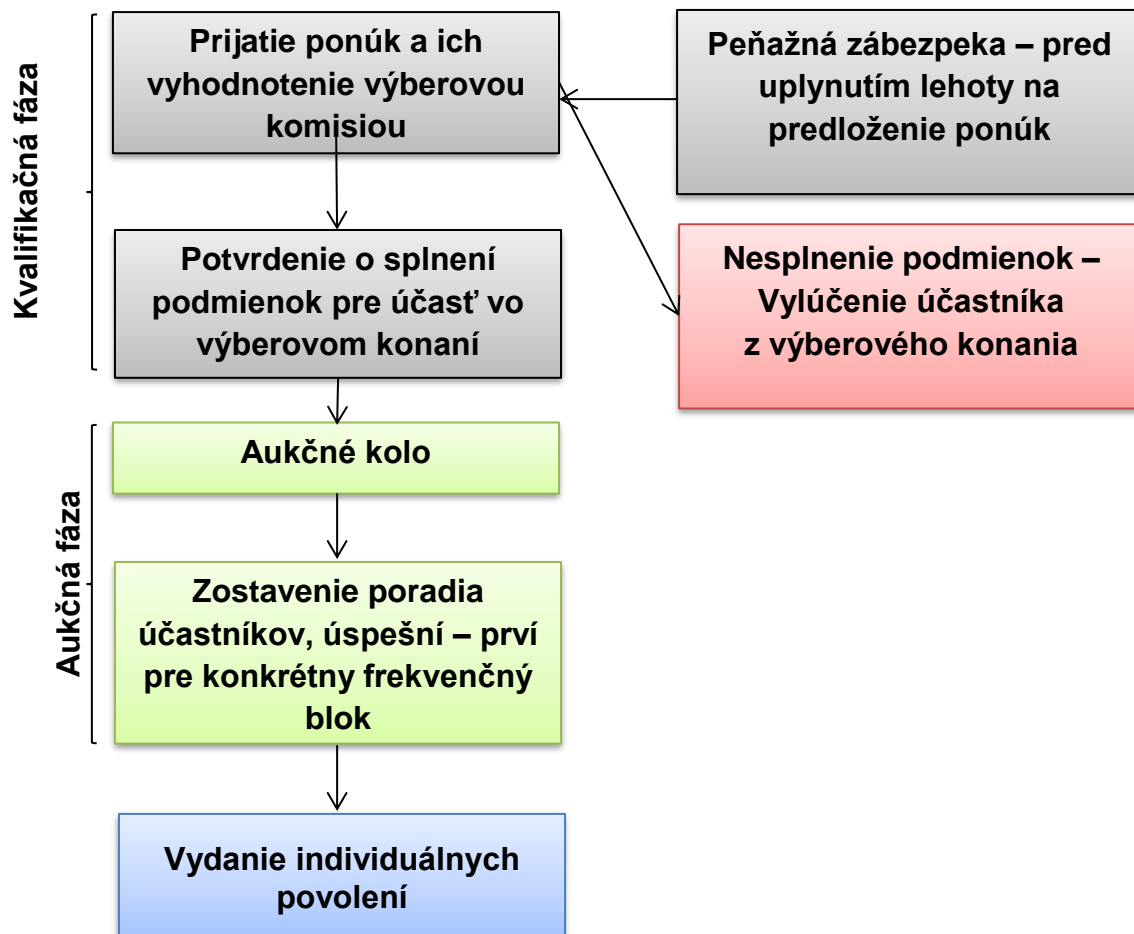 Kvalifikačná fáza
Prijatie ponúk a ich
vyhodnotenie výberovou
komisiou
Peňažná zábezpeka – pred
uplynutím lehoty na
predloženie ponúk
Potvrdenie o splnení
podmienok pre účasť vo
výberovom konaní
Nesplnenie podmienok –
Vylúčenie účastníka
z výberového konania
Aukčná fáza
Aukčné kolo
Zostavenie poradia
účastníkov, úspešní – prví
pre konkrétny frekvenčný
blok
Vydanie individuálnych
povolení